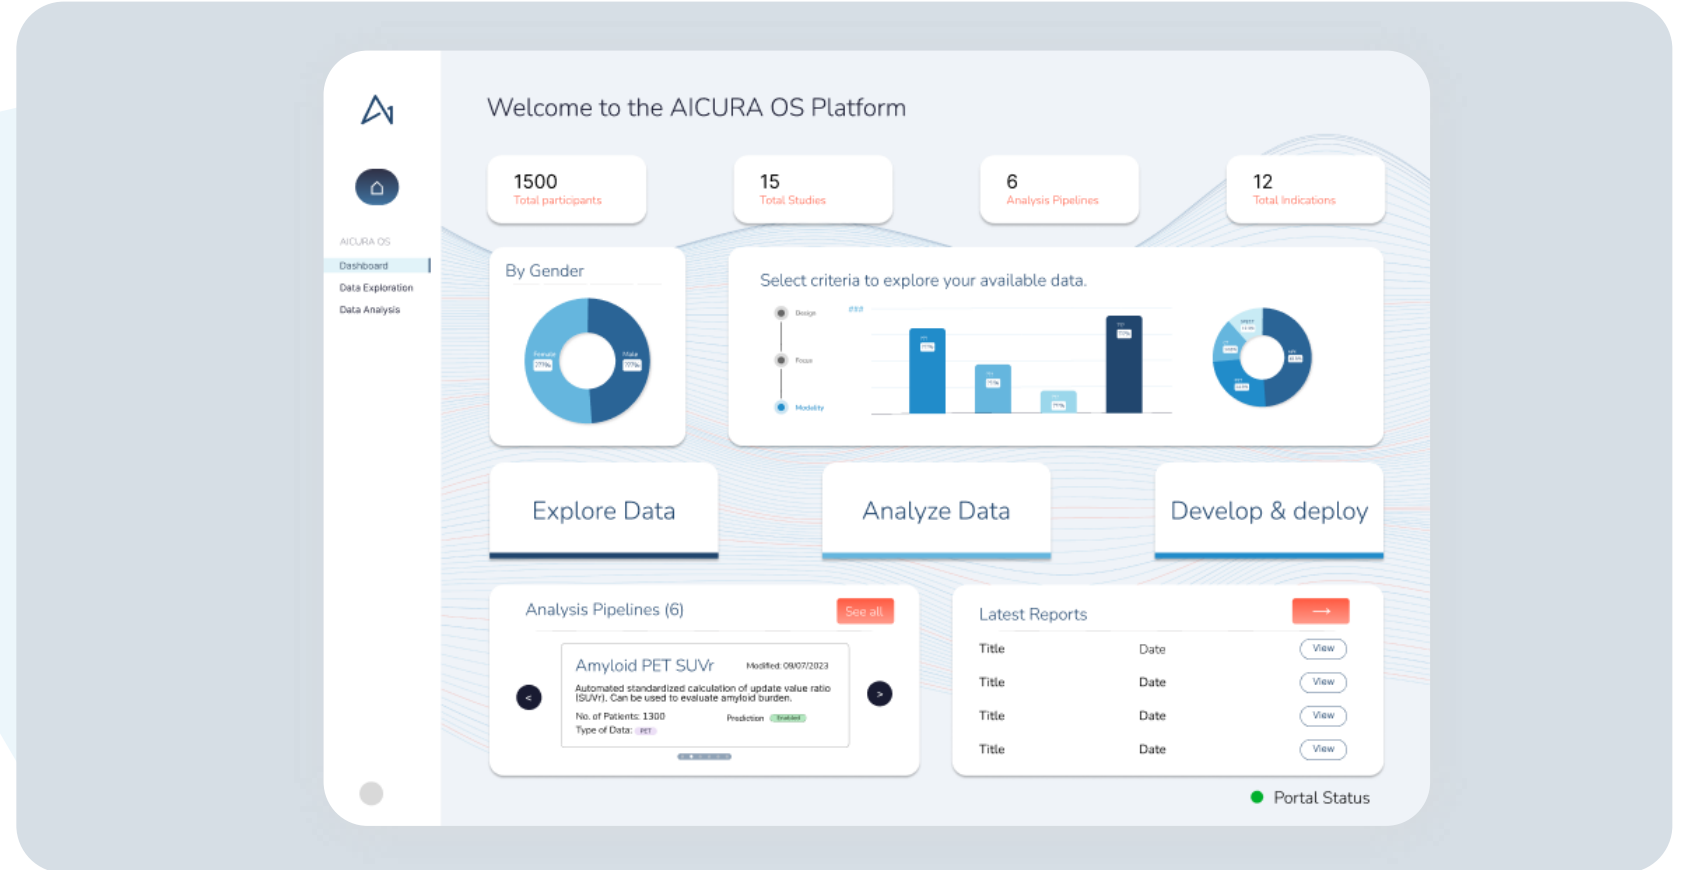 Welcome to the AICURA OS Platform
1500
Total participants
15
Total Studies
6
Analysis Pipelines
12
Total Indications
AICURA OS
Dashboard
Data Exploration
Data Analysis
By Gender
Female
???%
Male
???%
Select criteria to explore your available data.
Design
Focus
Modality
###
Explore Data
Analyze Data
Develop & deploy
Analysis Pipelines (6)
See all
<
Amyloid PET SUVr
Modified: 09/07/2023
Automated standardized calculation of update value ratio
(SUVr). Can be used to evaluate amyloid burden.
No. of Patients: 1300
Prediction Enabled
Type of Data: PET
>
Latest Reports
→
Title Date View
Title Date View
Title Date View
Title Date View
Portal Status